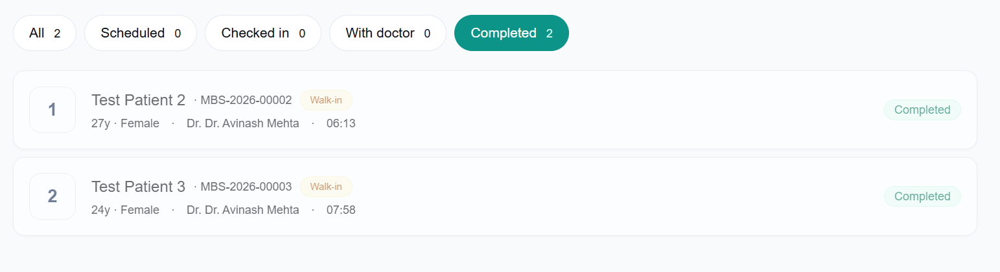 All 2 Scheduled 0 Checked in 0 With doctor 0 Completed 2
1
Test Patient 2 · MBS-2026-00002 Walk-in
27y · Female · Dr. Dr. Avinash Mehta · 06:13
Completed
2
Test Patient 3 · MBS-2026-00003 Walk-in
24y · Female · Dr. Dr. Avinash Mehta · 07:58
Completed